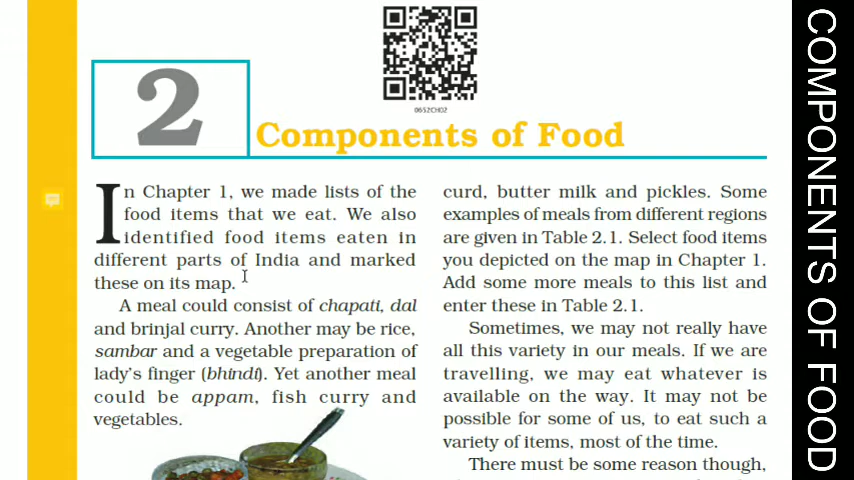 0652CH02
2
Components of Food
In Chapter 1, we made lists of the
food items that we eat. We also
identified food items eaten in
different parts of India and marked
these on its map.
A meal could consist of chapati, dal
and brinjal curry. Another may be rice,
sambar and a vegetable preparation of
lady's finger (bhindi). Yet another meal
could be appam, fish curry and
vegetables.
curd, butter milk and pickles. Some
examples of meals from different regions
are given in Table 2.1. Select food items
you depicted on the map in Chapter 1.
Add some more meals to this list and
enter these in Table 2.1.
Sometimes, we may not really have
all this variety in our meals. If we are
travelling, we may eat whatever is
available on the way. It may not be
possible for some of us, to eat such a
variety of items, most of the time.
There must be some reason though,
COMPONENTS OF FOOD